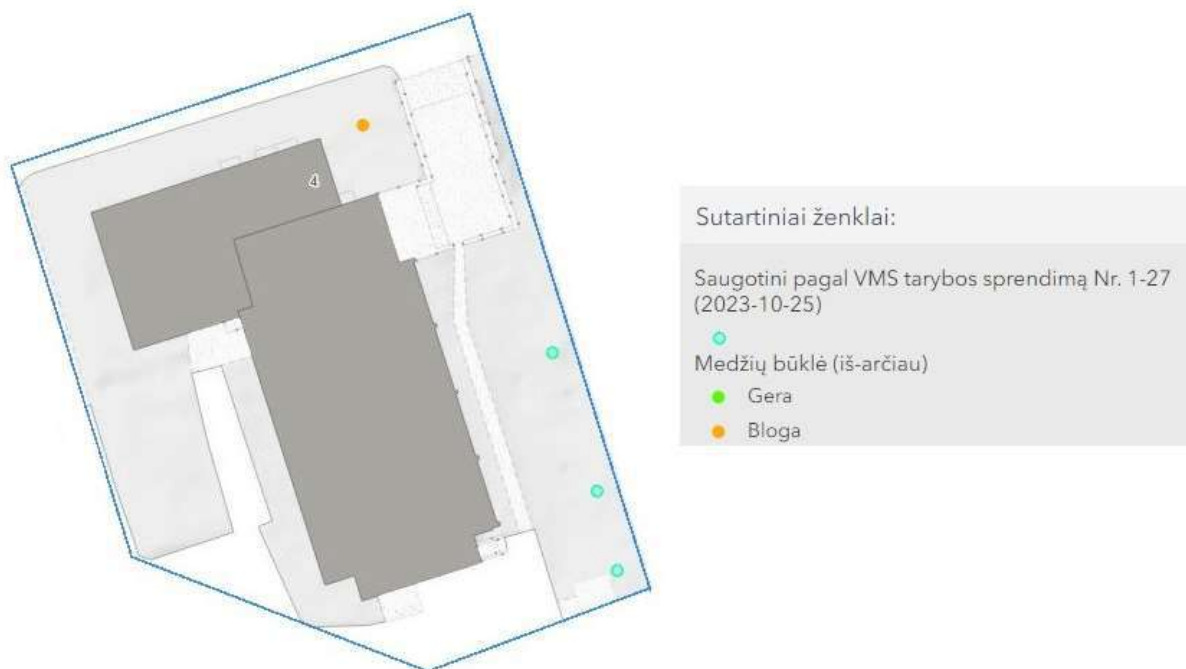 4
Sutartiniai ženklai:
Saugotini pagal VMS tarybos sprendimą Nr. 1-27
(2023-10-25)
Medžių būklė (iš-arčiau)
Gera
Bloga